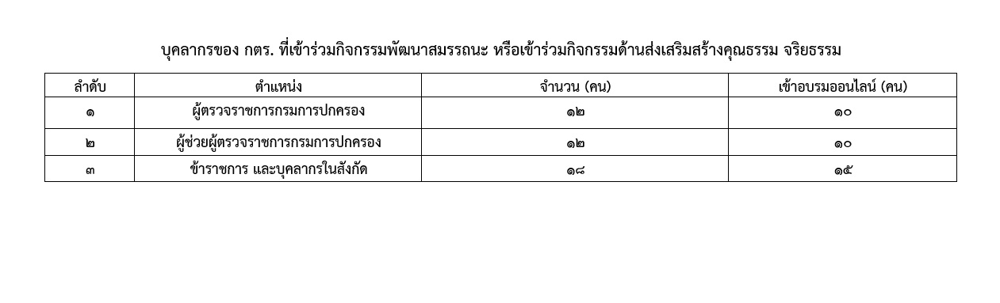 บุคลากรของ กตร. ที่เข้าร่วมกิจกรรมพัฒนาสมรรถนะ หรือเข้าร่วมกิจกรรมด้านส่งเสริมสร้างคุณธรรม จริยธรรม
ลำดับ ตำแหน่ง จำนวน (คน) เข้าอบรมออนไลน์ (คน)
๑ ผู้ตรวจราชการกรมการปกครอง ๑๒ ๑๐
๒ ผู้ช่วยผู้ตรวจราชการกรมการปกครอง ๑๒ ๑๐
๓ ข้าราชการ และบุคลากรในสังกัด ๑๘ ๑๕